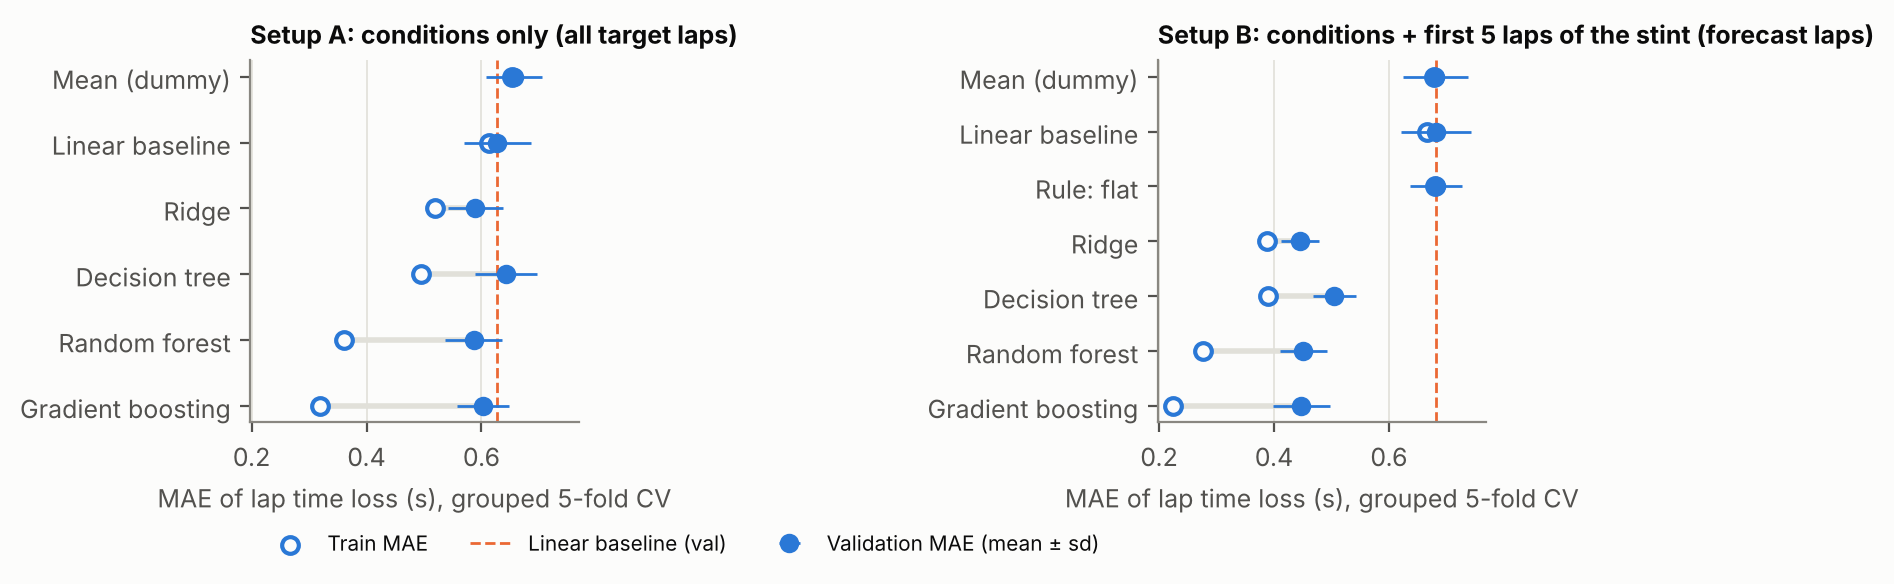 Setup A: conditions only (all target laps)
Mean (dummy)
Linear baseline
Ridge
Decision tree
Random forest
Gradient boosting
0.2 0.4 0.6
MAE of lap time loss (s), grouped 5-fold CV
Setup B: conditions + first 5 laps of the stint (forecast laps)
Mean (dummy)
Linear baseline
Rule: flat
Ridge
Decision tree
Random forest
Gradient boosting
0.2 0.4 0.6
MAE of lap time loss (s), grouped 5-fold CV
Train MAE Linear baseline (val) Validation MAE (mean ± sd)